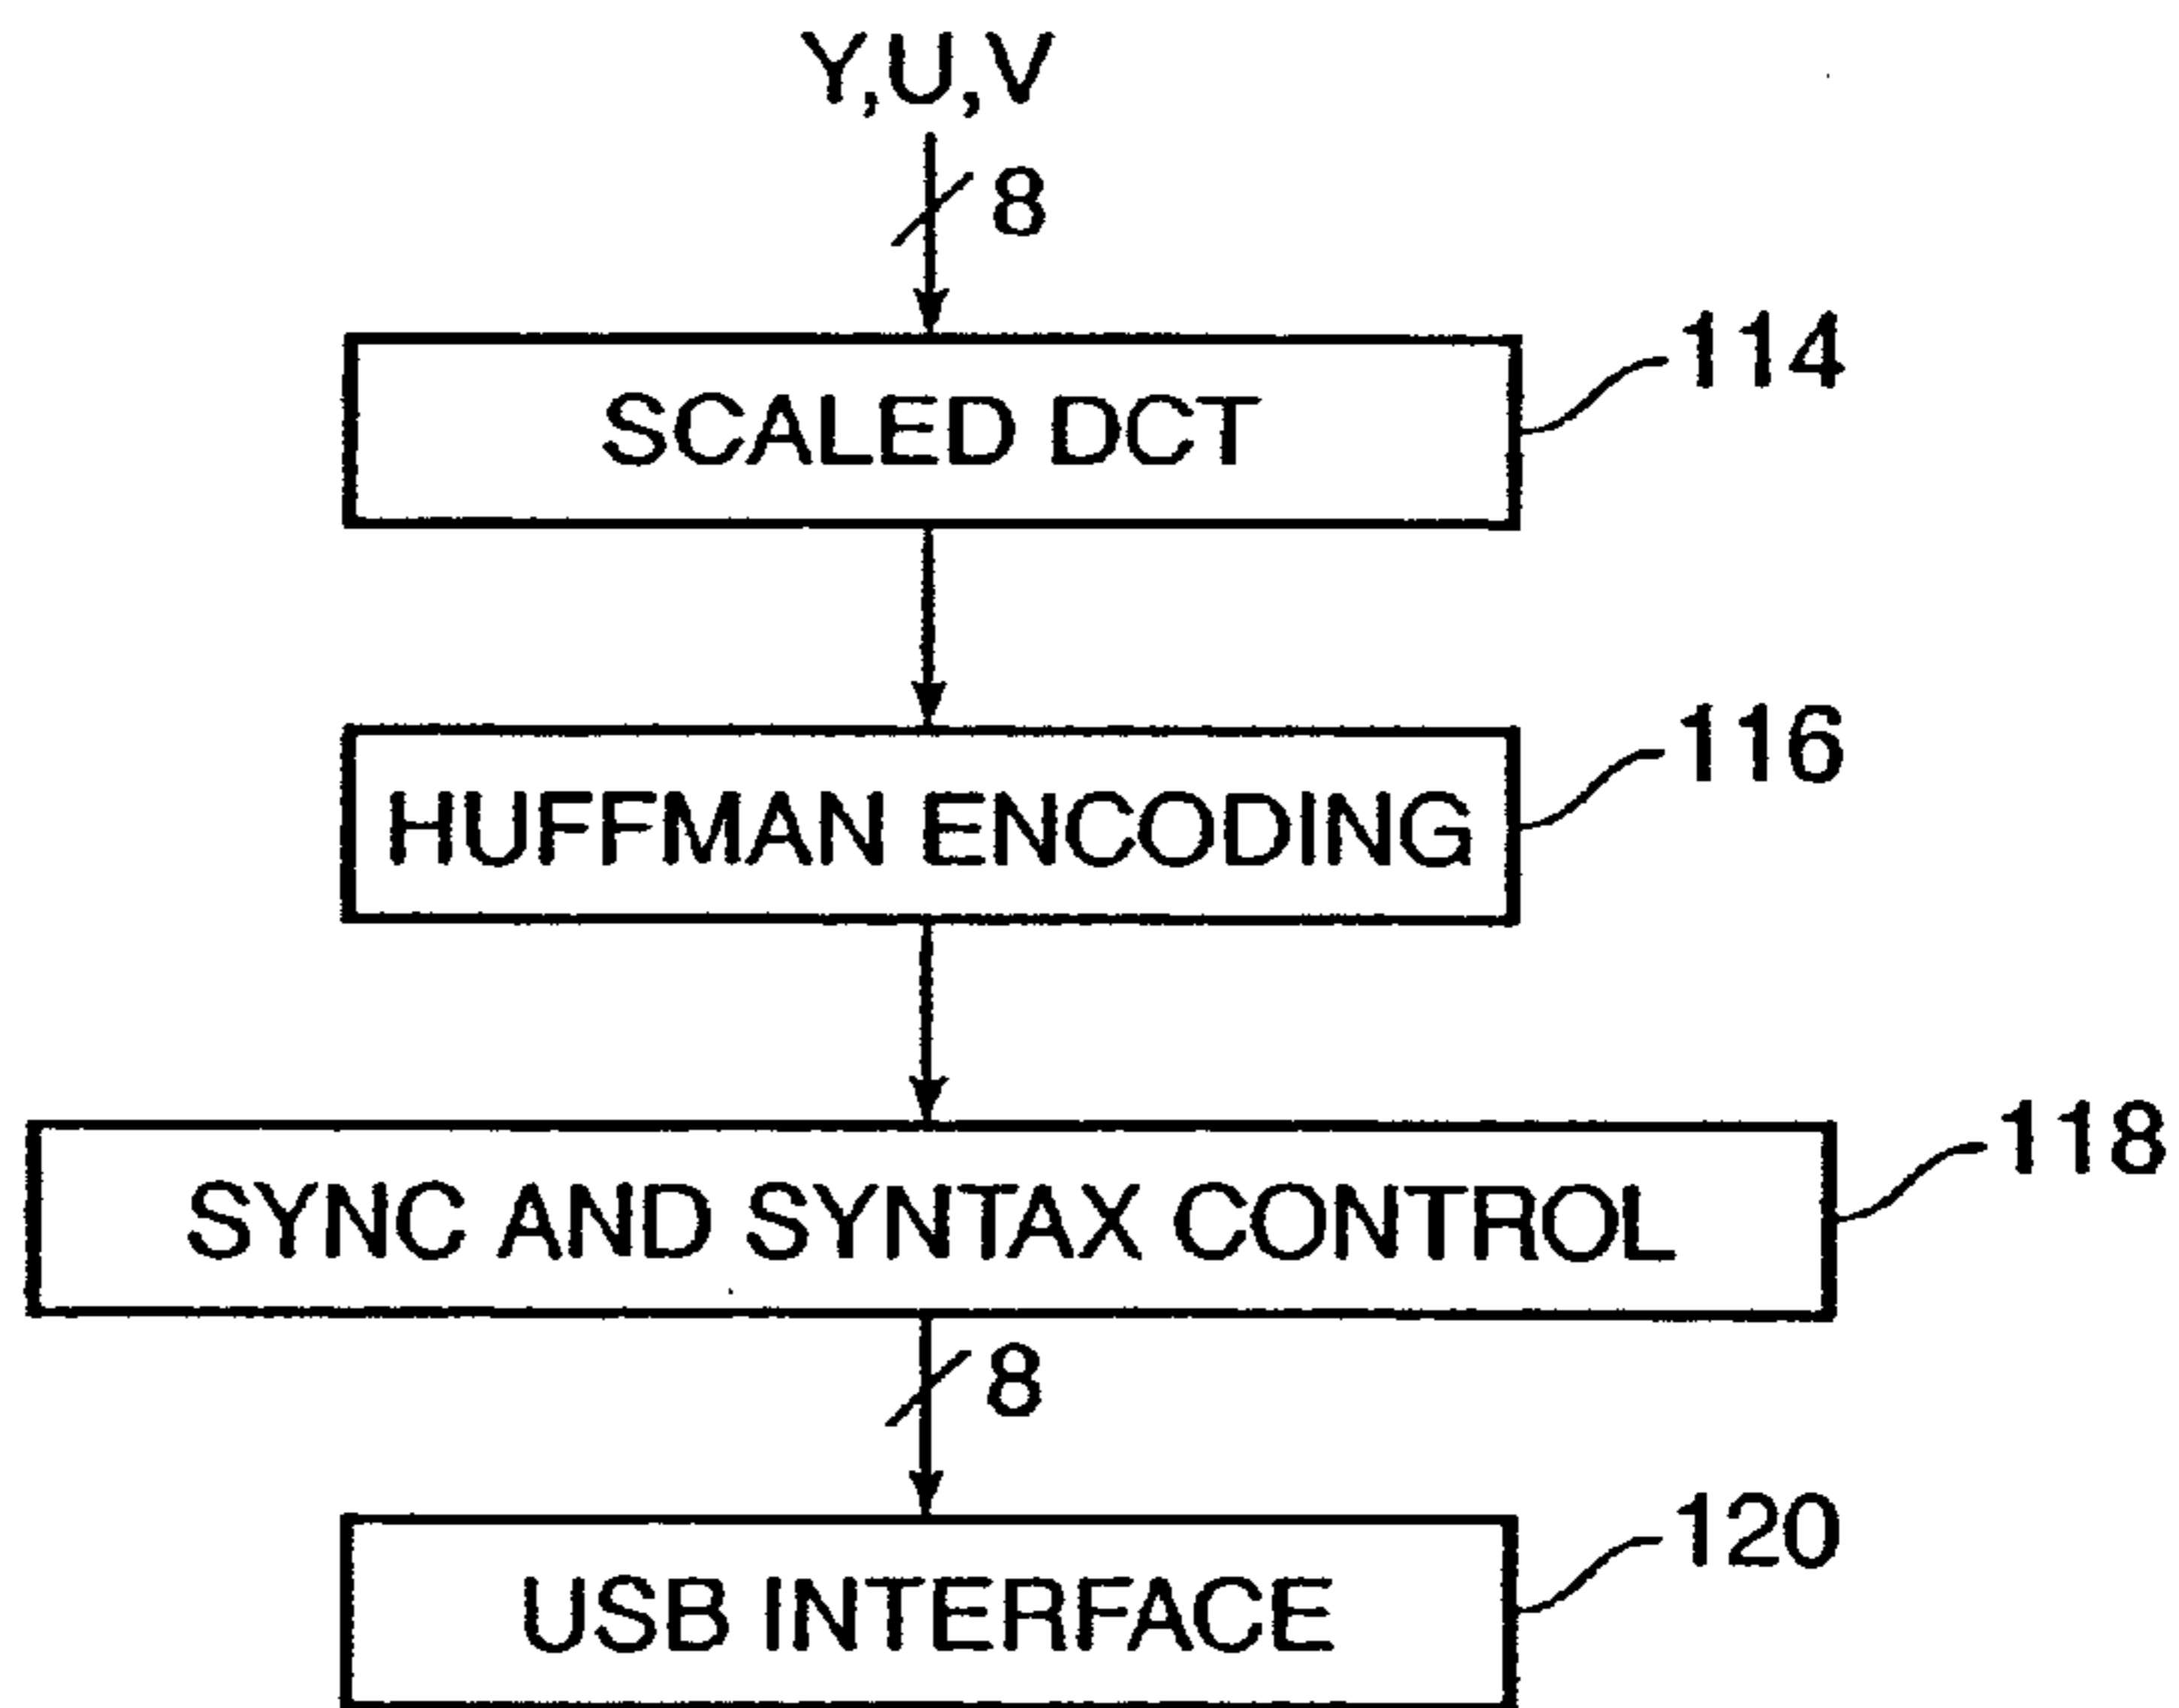 Y,U,V
8
SCALED DCT
114
HUFFMAN ENCODING
116
SYNC AND SYNTAX CONTROL
118
8
USB INTERFACE
120